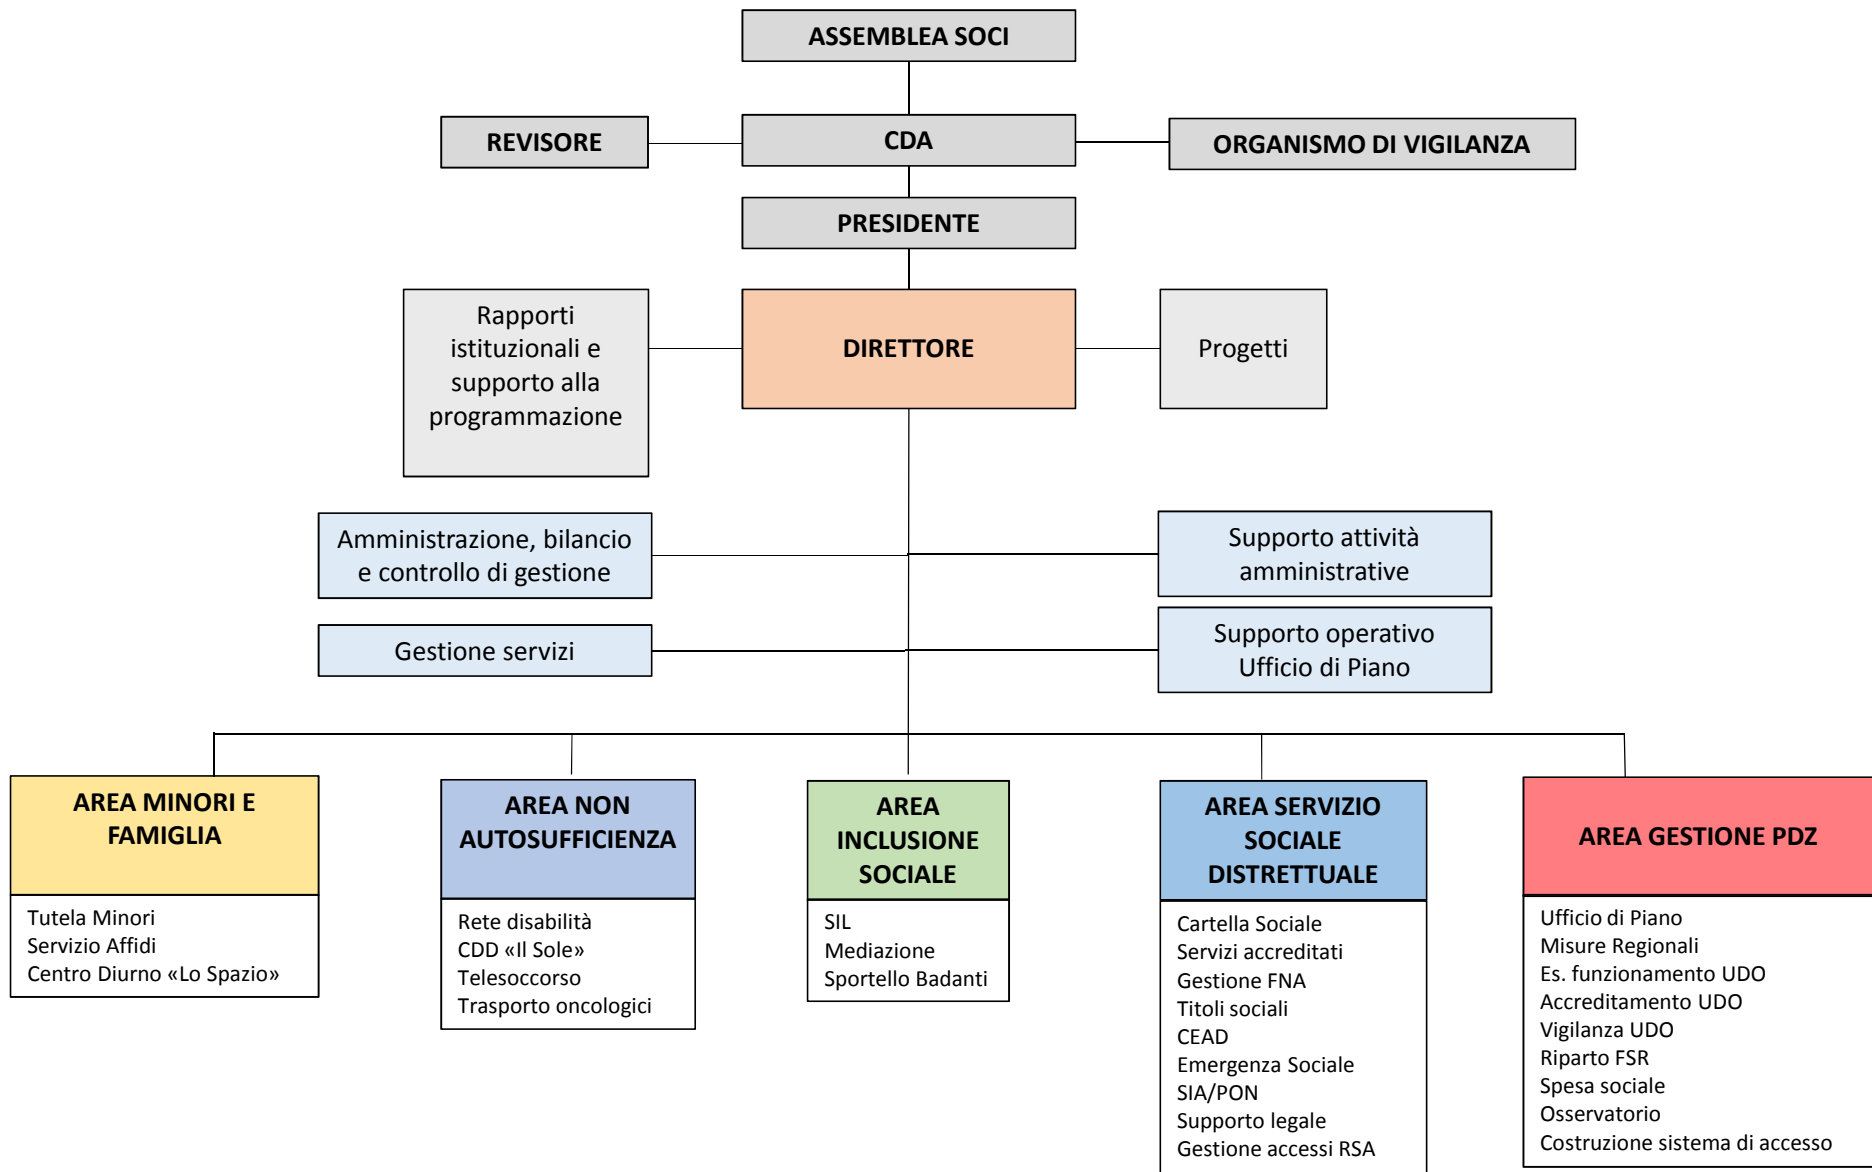 ASSEMBLEA SOCI
REVISORE
CDA
ORGANISMO DI VIGILANZA
PRESIDENTE
Rapporti
istituzionali e
supporto alla
programmazione
DIRETTORE
Progetti
Amministrazione, bilancio
e controllo di gestione
Supporto attività
amministrative
Gestione servizi
Supporto operativo
Ufficio di Piano
AREA MINORI E
FAMIGLIA
Tutela Minori
Servizio Affidi
Centro Diurno «Lo Spazio»
AREA NON
AUTOSUFFICIENZA
Rete disabilità
CDD «Il Sole»
Telesoccorso
Trasporto oncologici
AREA
INCLUSIONE
SOCIALE
SIL
Mediazione
Sportello Badanti
AREA SERVIZIO
SOCIALE
DISTRETTUALE
Cartella Sociale
Servizi accreditati
Gestione FNA
Titoli sociali
CEAD
Emergenza Sociale
SIA/PON
Supporto legale
Gestione accessi RSA
AREA GESTIONE PDZ
Ufficio di Piano
Misure Regionali
Es. funzionamento UDO
Accreditamento UDO
Vigilanza UDO
Riparto FSR
Spesa sociale
Osservatorio
Costruzione sistema di accesso